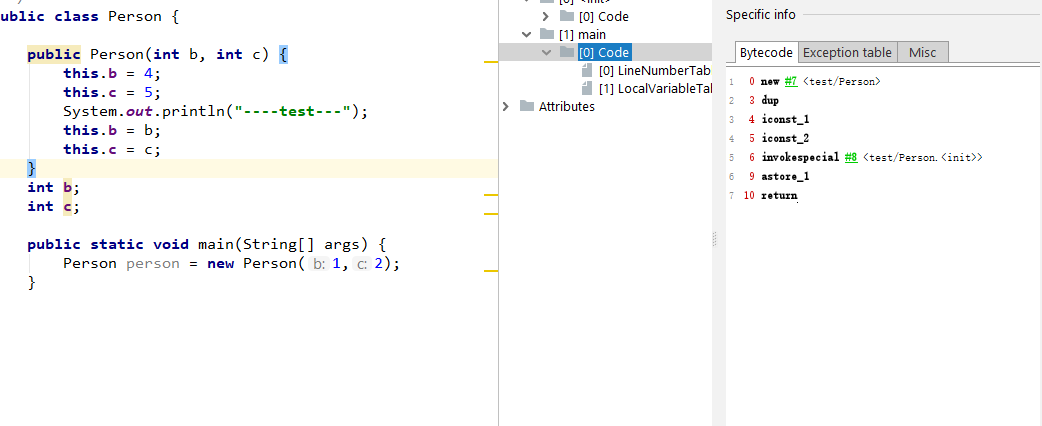 ublic class Person {
public Person(int b, int c) {
this.b = 4;
this.c = 5;
System.out.println("----test---");
this.b = b;
this.c = c;
}
int b;
int c;
public static void main(String[] args) {
Person person = new Person( b: 1, c: 2);
}
[0] Code
[1] main
[0] Code
[0] LineNumberTab
[1] LocalVariableTal
Attributes
Specific info
Bytecode Exception table Misc
1 0 new #7 <test/Person>
2 3 dup
3 4 iconst_1
4 5 iconst_2
5 6 invokespecial #8 <test/Person.<init>>
6 9 astore_1
7 10 return